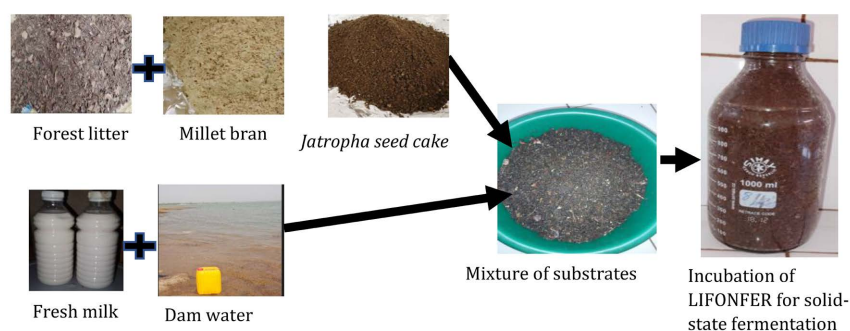 Forest litter
Millet bran
Jatropha seed cake
Fresh milk
Dam water
Mixture of substrates
SIMAX
1000 ml
Incubation of
LIFONFER for solid-
state fermentation